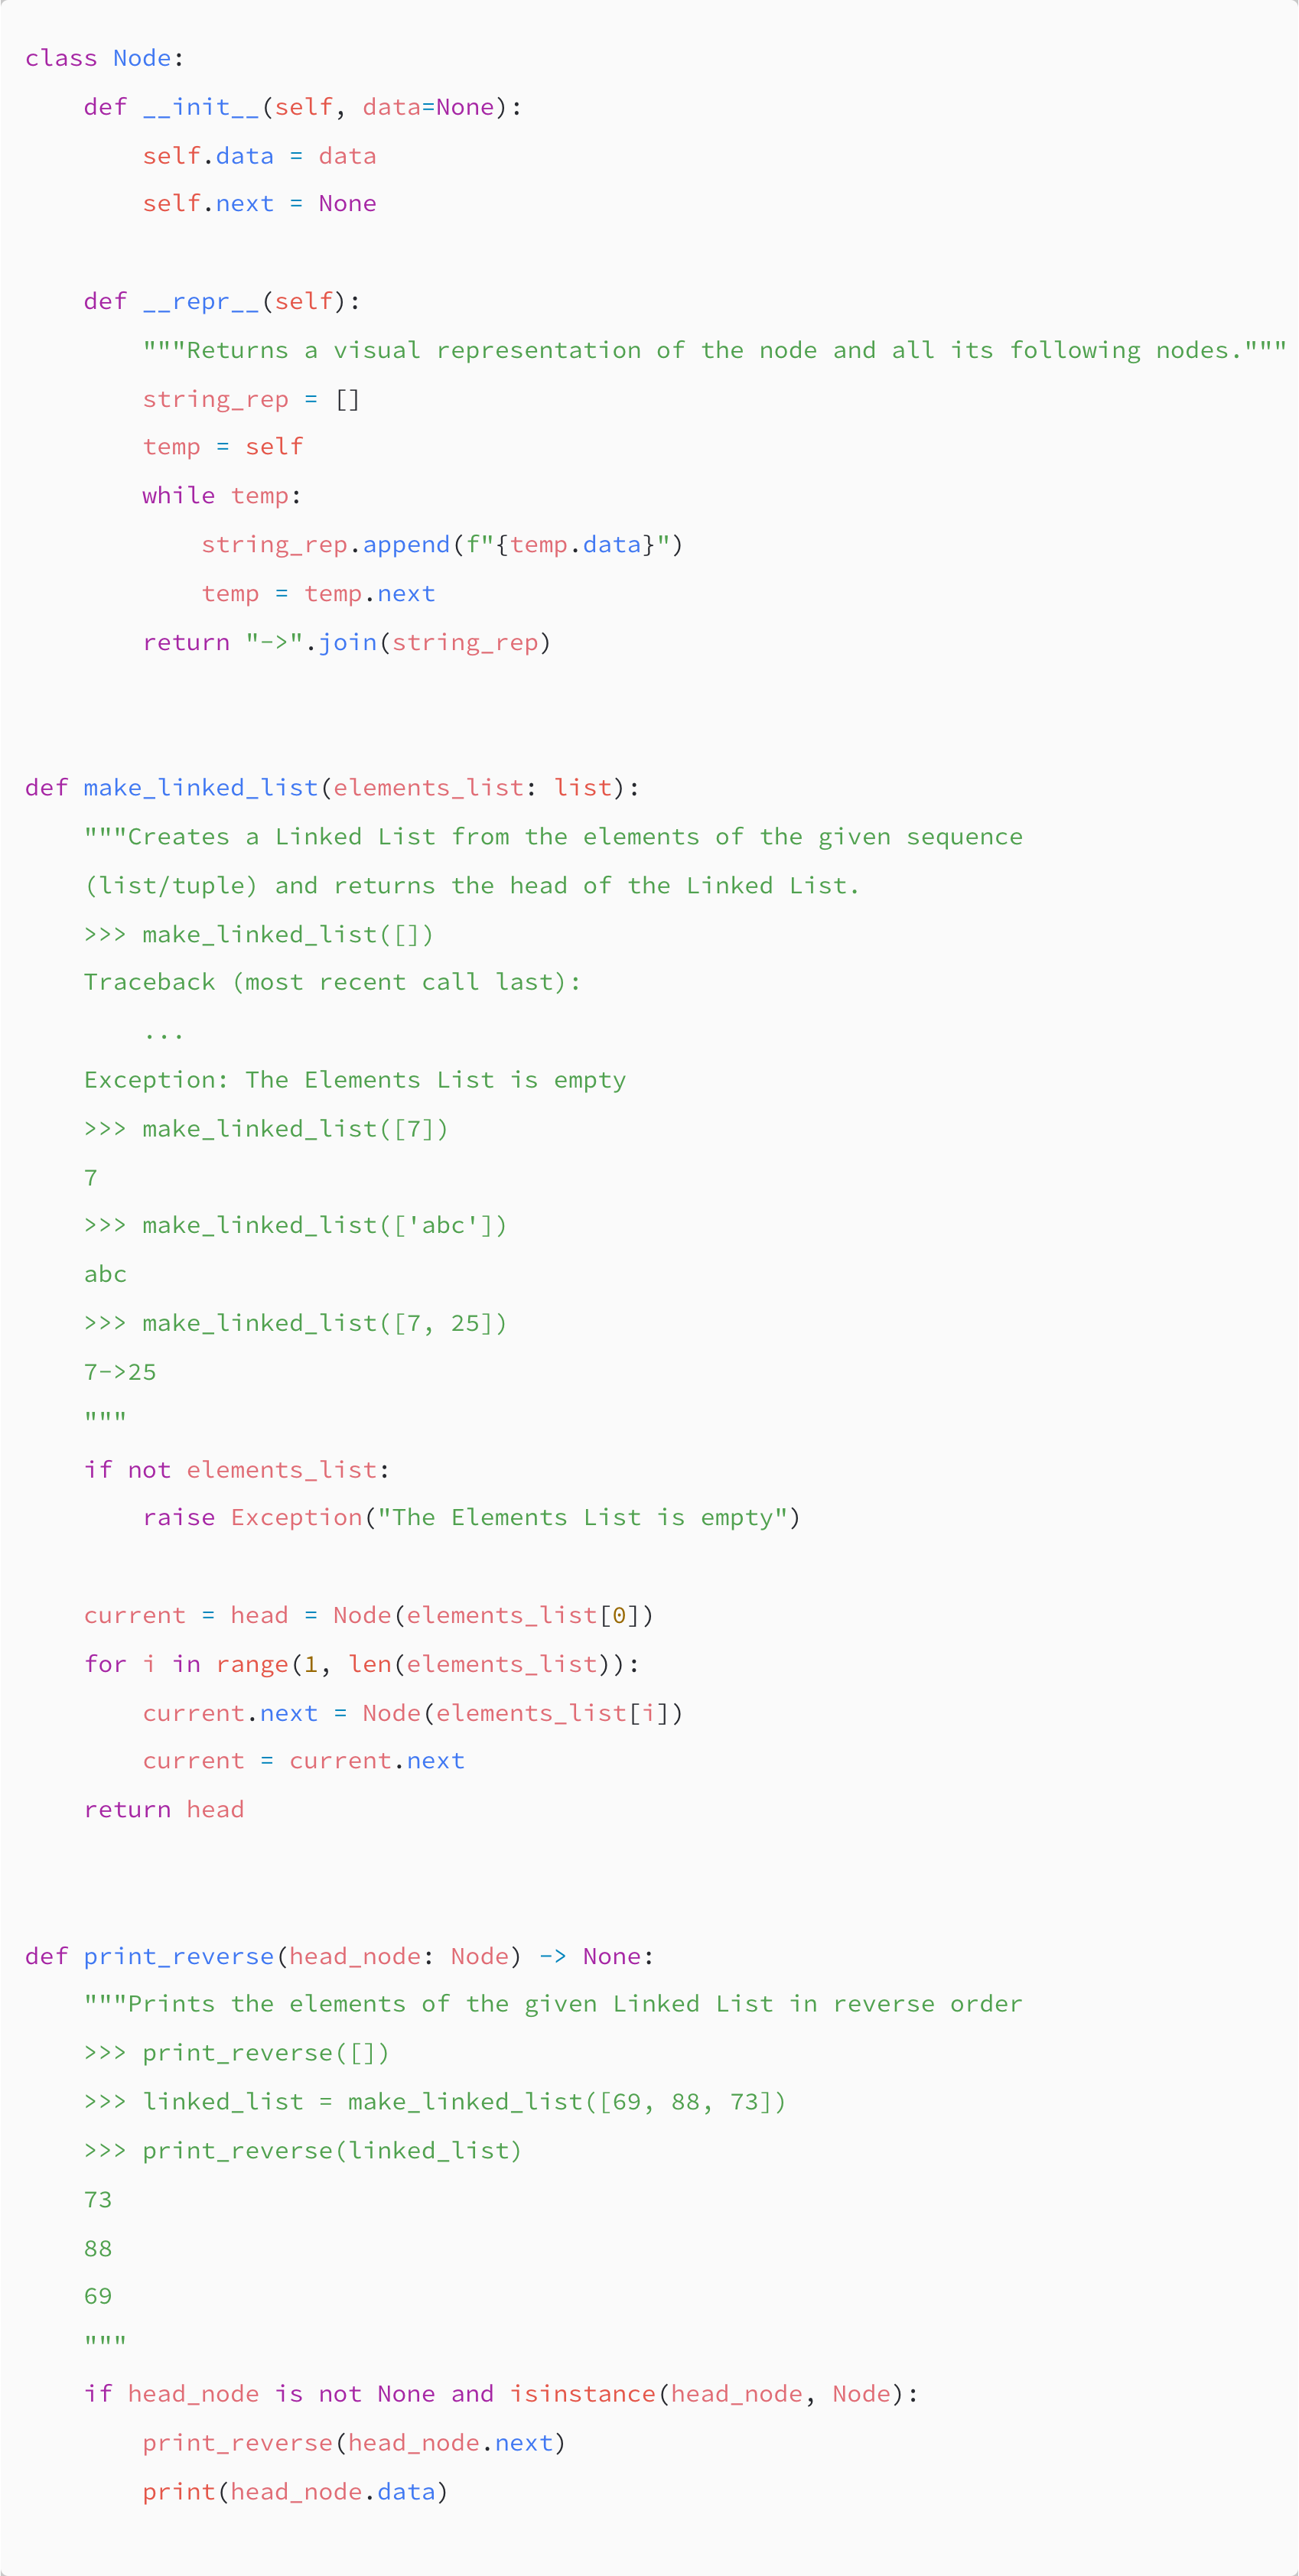 class Node:
    def __init__(self, data=None):
        self.data = data
        self.next = None

    def __repr__(self):
        """Returns a visual representation of the node and all its following nodes."""
        string_rep = []
        temp = self
        while temp:
            string_rep.append(f"{temp.data}")
            temp = temp.next
        return "->".join(string_rep)


def make_linked_list(elements_list: list):
    """Creates a Linked List from the elements of the given sequence
    (list/tuple) and returns the head of the Linked List.
    >>> make_linked_list([])
    Traceback (most recent call last):
        ...
    Exception: The Elements List is empty
    >>> make_linked_list([7])
    7
    >>> make_linked_list(['abc'])
    abc
    >>> make_linked_list([7, 25])
    7->25
    """
    if not elements_list:
        raise Exception("The Elements List is empty")

    current = head = Node(elements_list[0])
    for i in range(1, len(elements_list)):
        current.next = Node(elements_list[i])
        current = current.next
    return head


def print_reverse(head_node: Node) -> None:
    """Prints the elements of the given Linked List in reverse order
    >>> print_reverse([])
    >>> linked_list = make_linked_list([69, 88, 73])
    >>> print_reverse(linked_list)
    73
    88
    69
    """
    if head_node is not None and isinstance(head_node, Node):
        print_reverse(head_node.next)
        print(head_node.data)